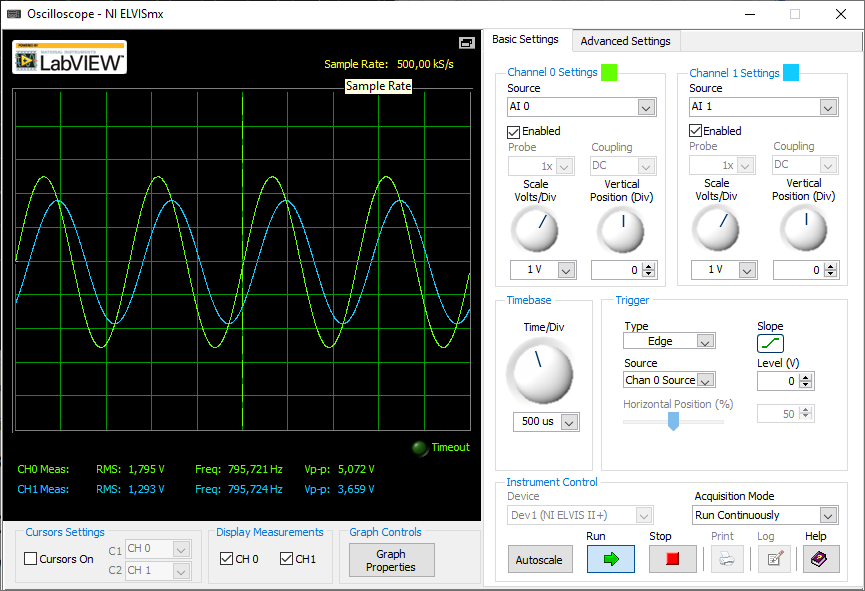 Oscilloscope - NI ELVISmx
LabVIEW™
Sample Rate: 500,00 kS/s
Sample Rate
Timeout
CH0 Meas: RMS: 1,795 V Freq: 795,721 Hz Vp-p: 5,072 V
CH1 Meas: RMS: 1,293 V Freq: 795,724 Hz Vp-p: 3,659 V
Cursors Settings
Cursors On
C1 CH 0
C2 CH 1
Display Measurements
CH 0 CH1
Graph Controls
Graph
Properties
Basic Settings Advanced Settings
Channel 0 Settings
Source
AI 0
Enabled
Probe Coupling
1x DC
Scale Vertical
Volts/Div Position (Div)
1 V 0
Channel 1 Settings
Source
AI 1
Enabled
Probe Coupling
1x DC
Scale Vertical
Volts/Div Position (Div)
1 V 0
Timebase
Time/Div
500 us
Trigger
Type Slope
Edge
Source Level (V)
Chan 0 Source 0
Horizontal Position (%)
50
Instrument Control
Device Acquisition Mode
Dev1 (NI ELVIS II+) Run Continuously
Run Stop Print Log Help
Autoscale